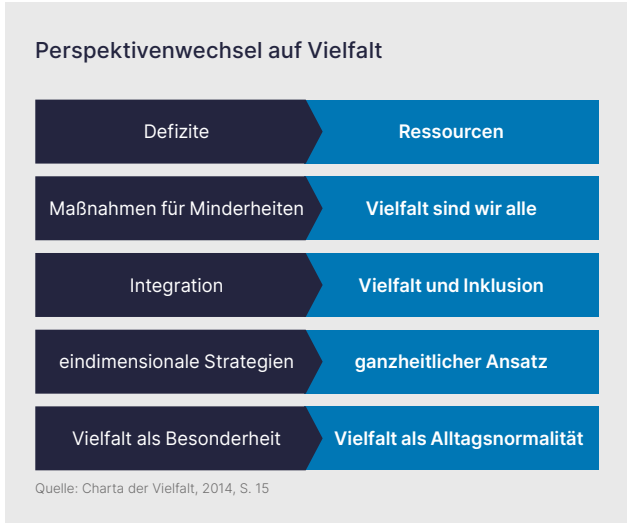 Perspektivenwechsel auf Vielfalt
Defizite
Ressourcen
Maßnahmen für Minderheiten
Vielfalt sind wir alle
Integration
Vielfalt und Inklusion
eindimensionale Strategien
ganzheitlicher Ansatz
Vielfalt als Besonderheit
Vielfalt als Alltagsnormalität
Quelle: Charta der Vielfalt, 2014, S. 15